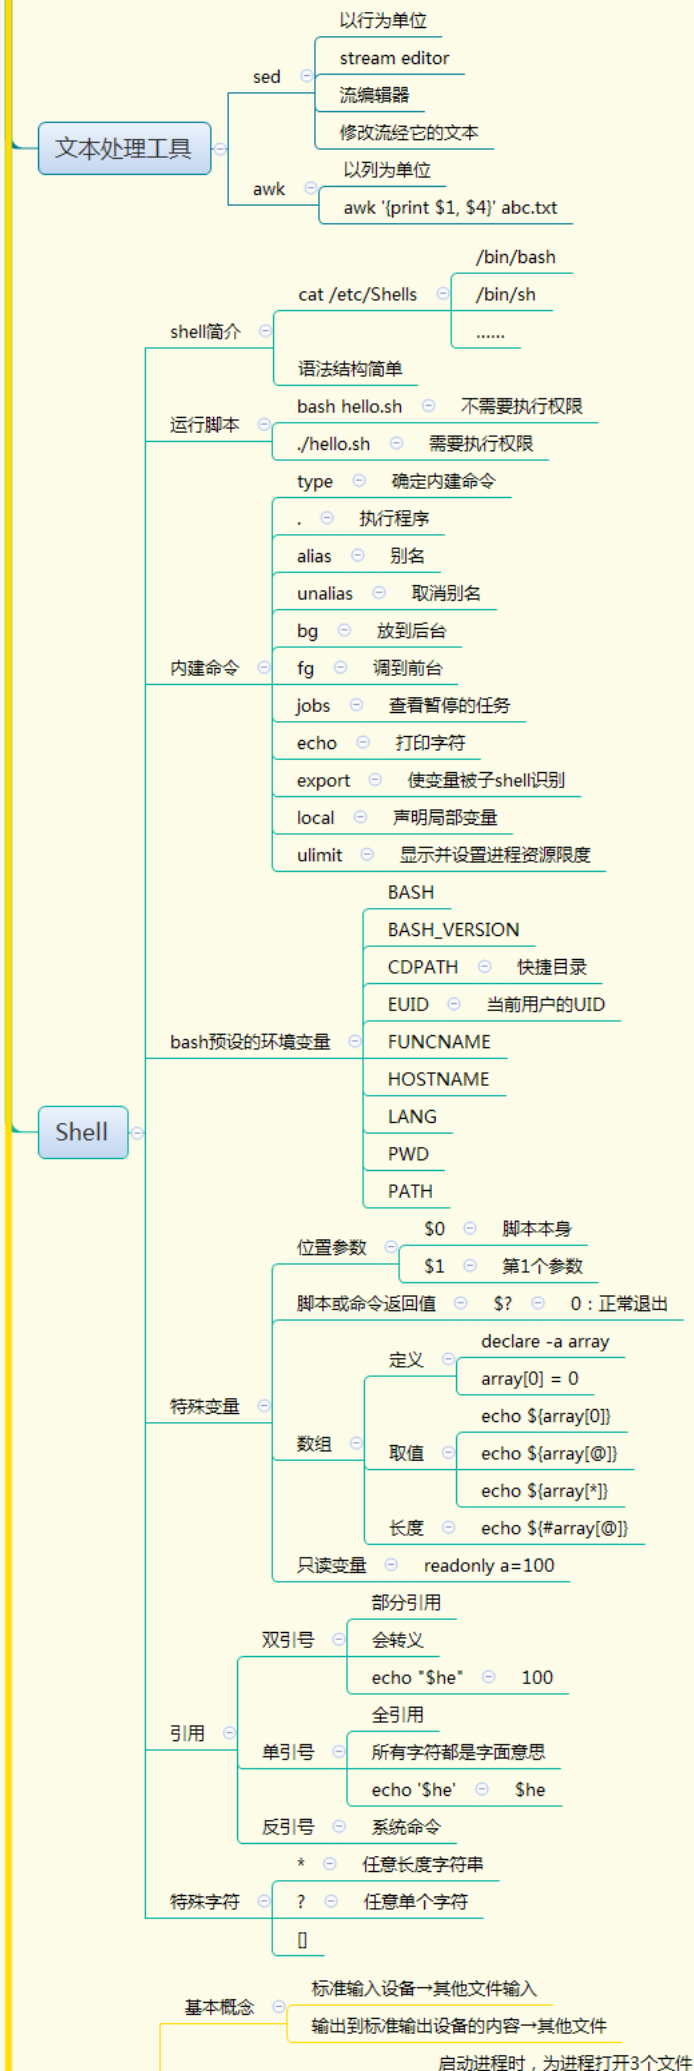 文本处理工具
sed
以行为单位
stream editor
流编辑器
修改流经它的文本
awk
以列为单位
awk '{print $1, $4}' abc.txt
Shell
shell简介
cat /etc/Shells
/bin/bash
/bin/sh
......
语法结构简单
运行脚本
bash hello.sh 不需要执行权限
./hello.sh 需要执行权限
内建命令
type 确定内建命令
. 执行程序
alias 别名
unalias 取消别名
bg 放到后台
fg 调到前台
jobs 查看暂停的任务
echo 打印字符
export 使变量被子shell识别
local 声明局部变量
ulimit 显示并设置进程资源限度
bash预设的环境变量
BASH
BASH_VERSION
CDPATH 快捷目录
EUID 当前用户的UID
FUNCNAME
HOSTNAME
LANG
PWD
PATH
特殊变量
位置参数
$0 脚本本身
$1 第1个参数
脚本或命令返回值 $? 0：正常退出
数组
定义
declare -a array
array[0] = 0
取值
echo ${array[0]}
echo ${array[@]}
echo ${array[*]}
长度 echo ${#array[@]}
只读变量 readonly a=100
引用
双引号
部分引用
会转义
echo "$he" 100
单引号
全引用
所有字符都是字面意思
echo '$he' $he
反引号 系统命令
特殊字符
* 任意长度字符串
? 任意单个字符
[]
基本概念
标准输入设备→其他文件输入
输出到标准输出设备的内容→其他文件
启动进程时，为进程打开3个文件